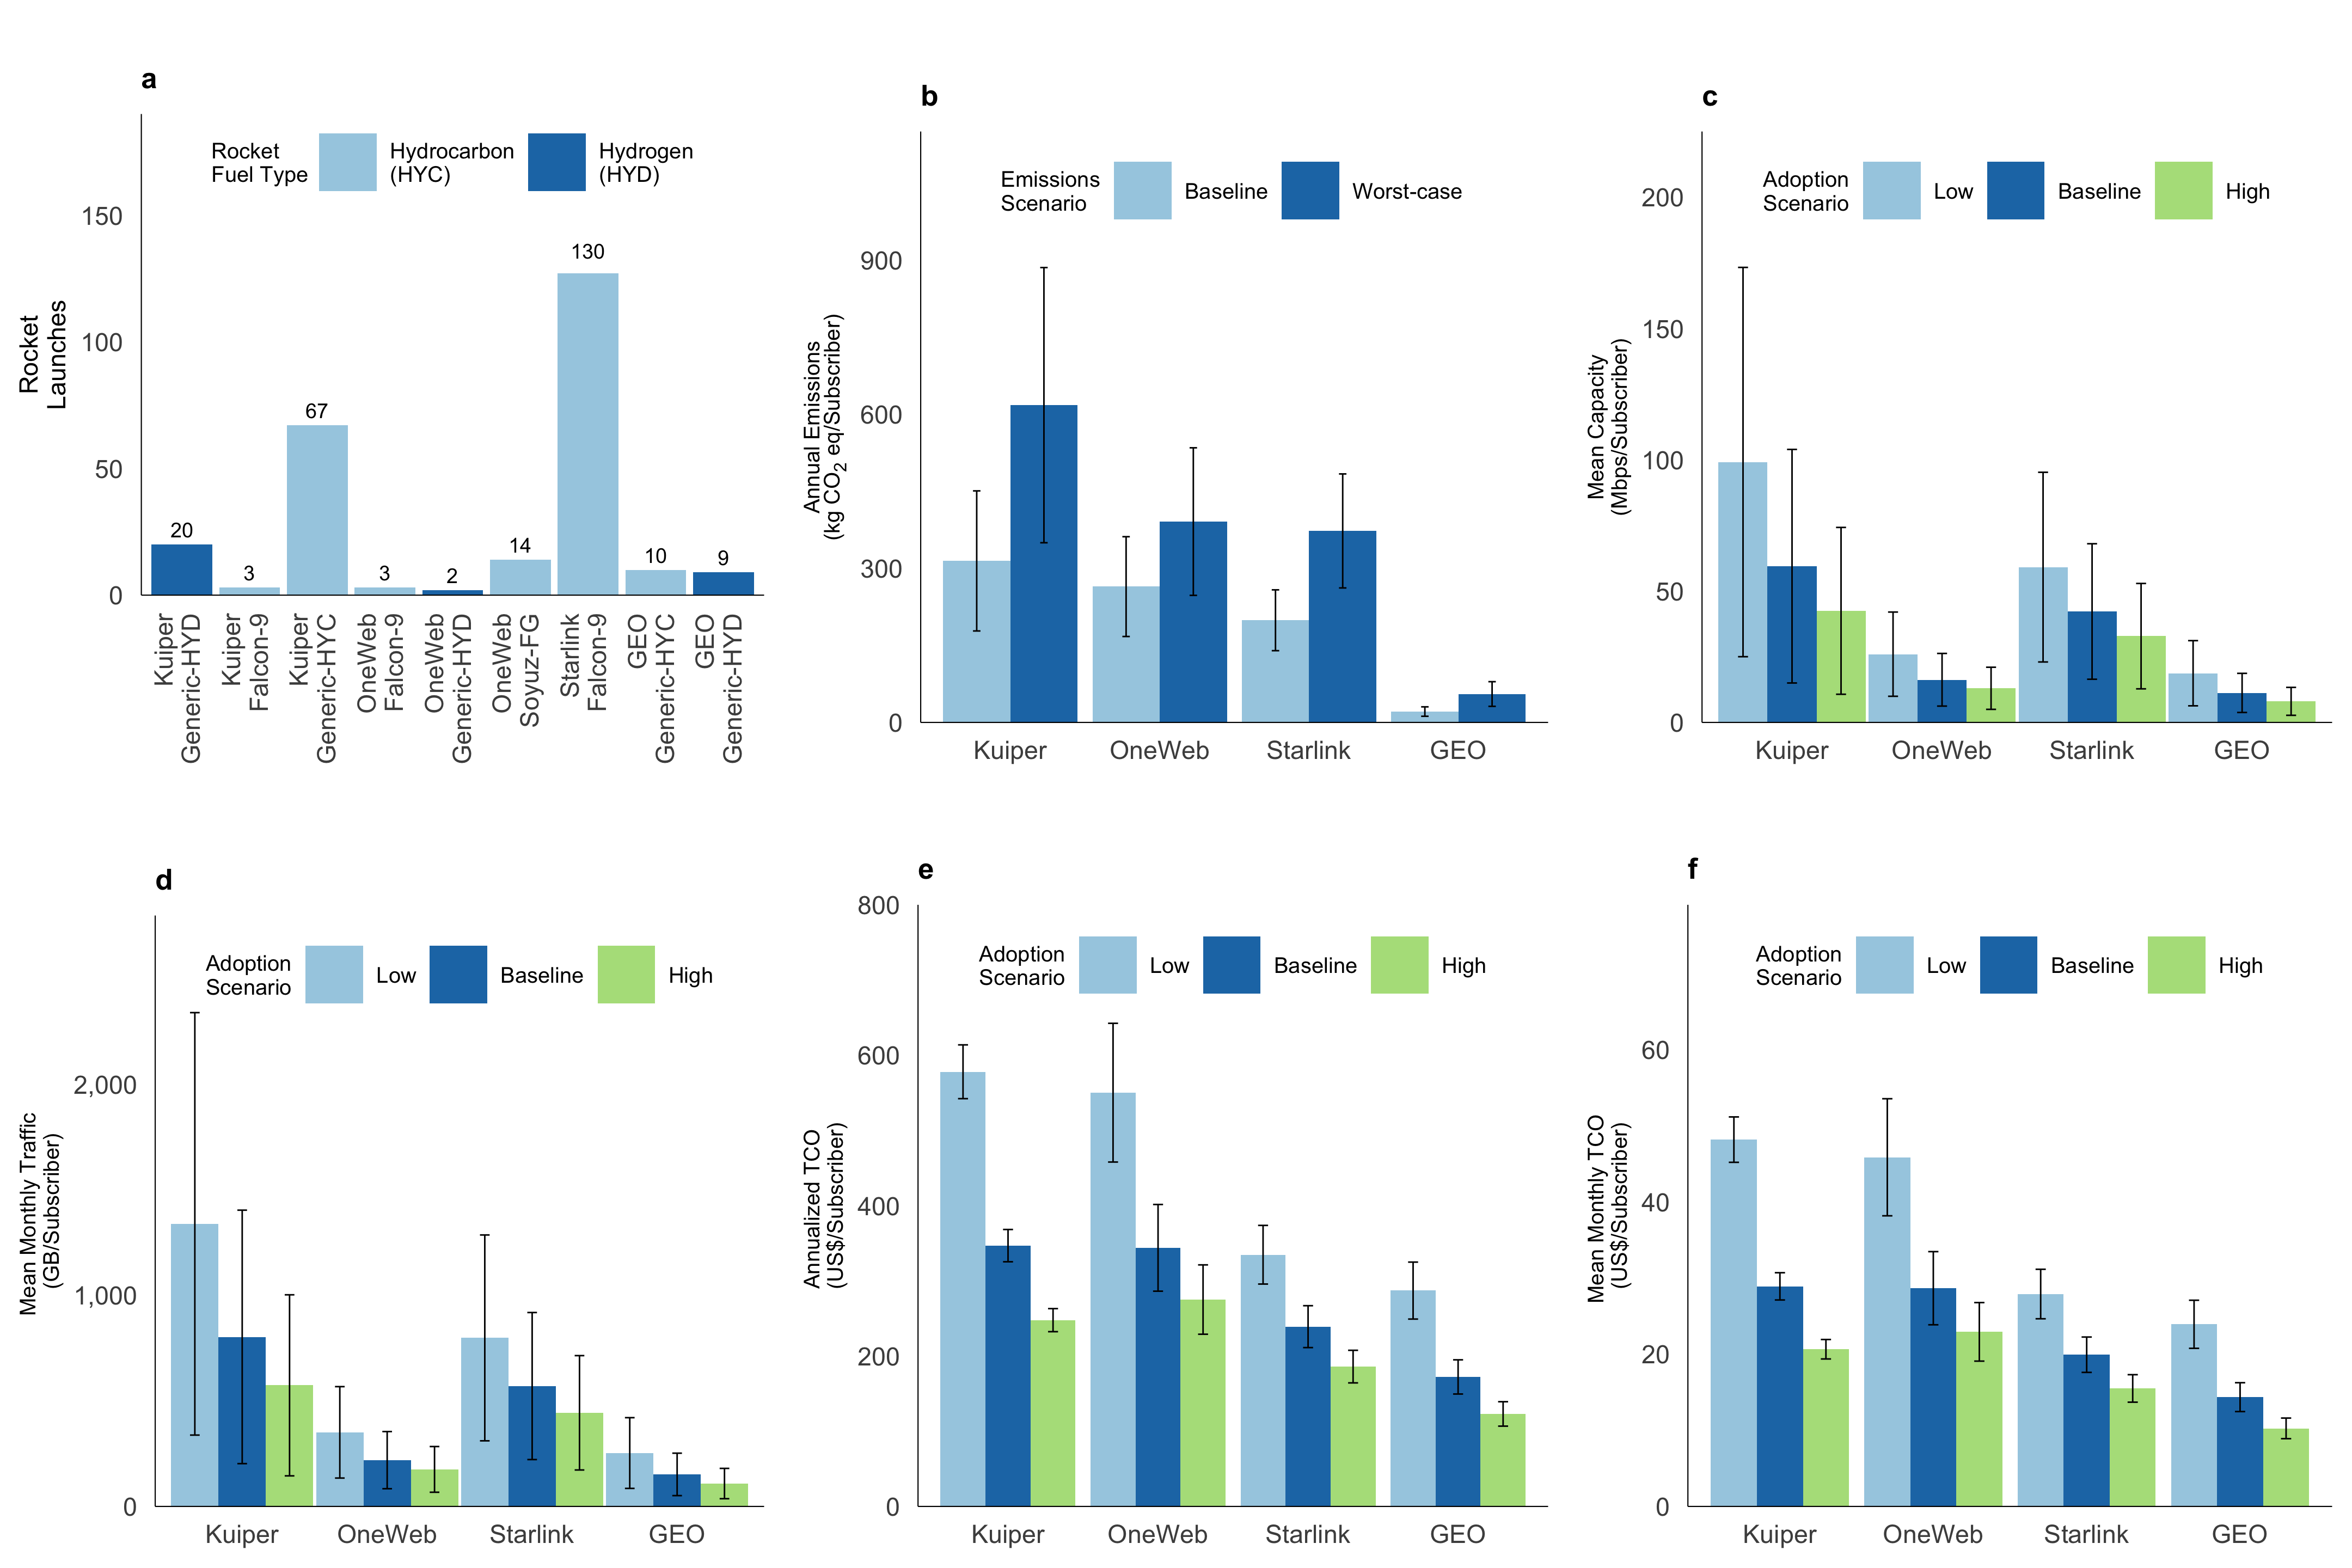 a
Rocket
Fuel Type
Hydrocarbon
(HYC)
Hydrogen
(HYD)
Rocket
Launches
150
100
50
0
20
3
67
3
2
14
130
10
9
Kuiper
Generic-HYD
Kuiper
Falcon-9
Kuiper
Generic-HYC
OneWeb
Falcon-9
OneWeb
Generic-HYD
OneWeb
Soyuz-FG
Starlink
Falcon-9
GEO
Generic-HYC
GEO
Generic-HYD
b
Emissions
Scenario
Baseline
Worst-case
Annual Emissions
(kg CO₂ eq/Subscriber)
900
600
300
0
Kuiper
OneWeb
Starlink
GEO
c
Adoption
Scenario
Low
Baseline
High
Mean Capacity
(Mbps/Subscriber)
200
150
100
50
0
Kuiper
OneWeb
Starlink
GEO
d
Adoption
Scenario
Low
Baseline
High
Mean Monthly Traffic
(GB/Subscriber)
2,000
1,000
0
Kuiper
OneWeb
Starlink
GEO
e
Adoption
Scenario
Low
Baseline
High
Annualized TCO
(US$/Subscriber)
800
600
400
200
0
Kuiper
OneWeb
Starlink
GEO
f
Adoption
Scenario
Low
Baseline
High
Mean Monthly TCO
(US$/Subscriber)
60
40
20
0
Kuiper
OneWeb
Starlink
GEO